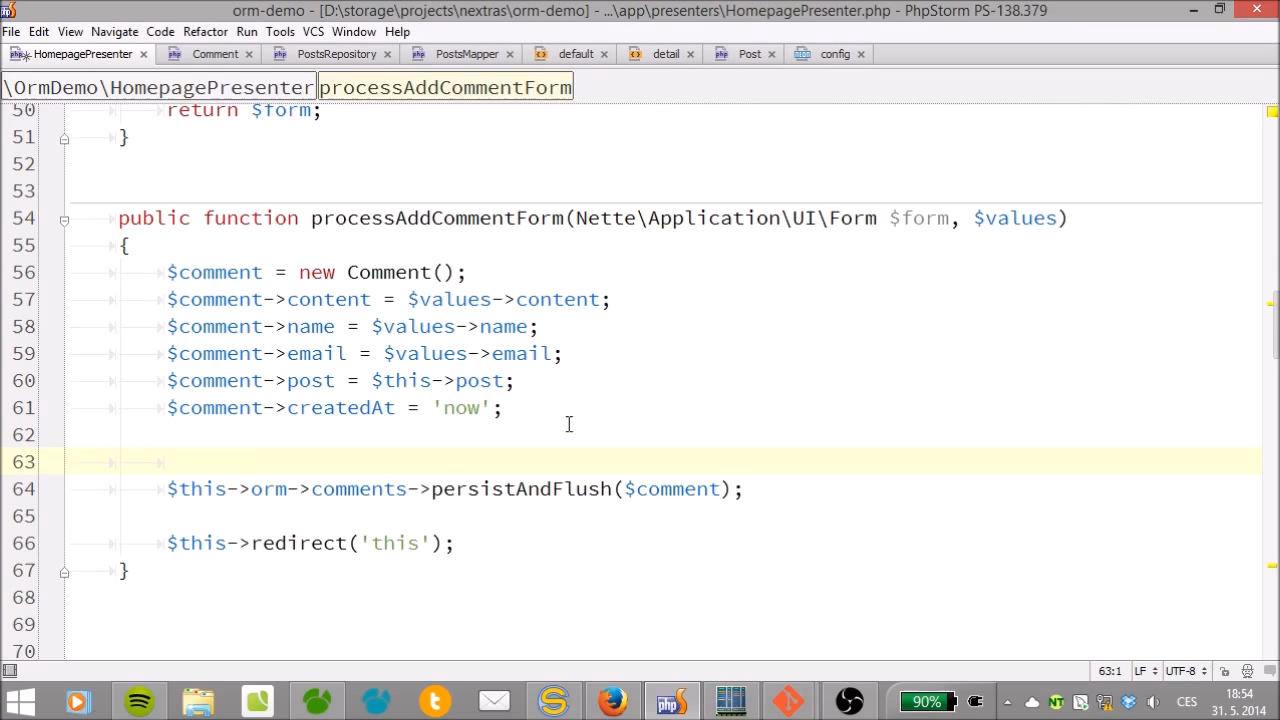 orm-demo - [D:\storage\projects\nextras\orm-demo] - ...\app\presenters\HomepagePresenter.php - PhpStorm PS-138.379
File Edit View Navigate Code Refactor Run Tools VCS Window Help
HomepagePresenter Comment PostsRepository PostsMapper default detail Post config
\OrmDemo\HomepagePresenter processAddCommentForm
50 return $form;
51 }
52
53
54 public function processAddCommentForm(Nette\Application\UI\Form $form, $values)
55 {
56 $comment = new Comment();
57 $comment->content = $values->content;
58 $comment->name = $values->name;
59 $comment->email = $values->email;
60 $comment->post = $this->post;
61 $comment->createdAt = 'now';
62
63
64 $this->orm->comments->persistAndFlush($comment);
65
66 $this->redirect('this');
67 }
68
69
70
63:1 LF UTF-8
90% CES 18:54
31. 5. 2014